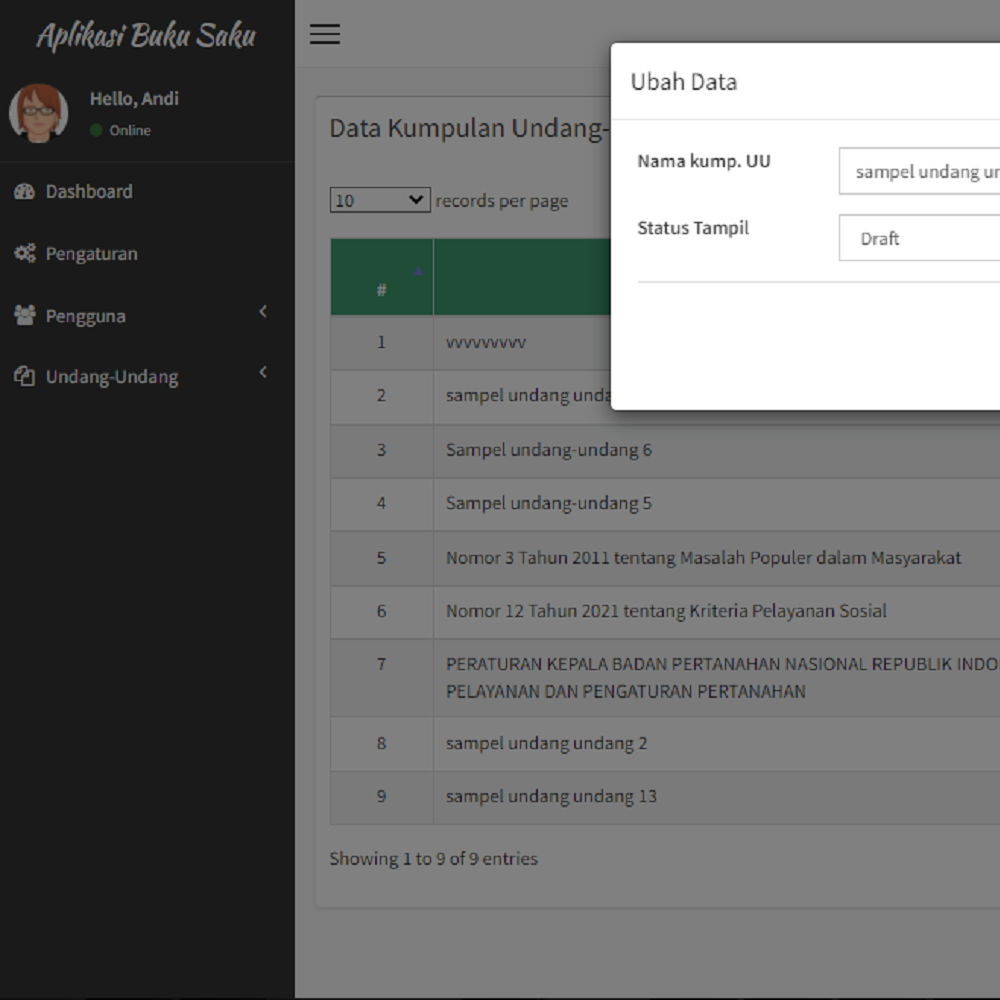 Aplikasi Buku Saku
Hello, Andi
Online
Dashboard
Pengaturan
Pengguna
Undang-Undang
Ubah Data
Nama kump. UU
sampel undang
Status Tampil
Draft
Data Kumpulan Undang-
10 records per page
#
1 vvvvvvvvv
2 sampel undang
3 Sampel undang-undang 6
4 Sampel undang-undang 5
5 Nomor 3 Tahun 2011 tentang Masalah Populer dalam Masyarakat
6 Nomor 12 Tahun 2021 tentang Kriteria Pelayanan Sosial
7 PERATURAN KEPALA BADAN PERTANAHAN NASIONAL REPUBLIK INDO
PELAYANAN DAN PENGATURAN PERTANAHAN
8 sampel undang undang 2
9 sampel undang undang 13
Showing 1 to 9 of 9 entries